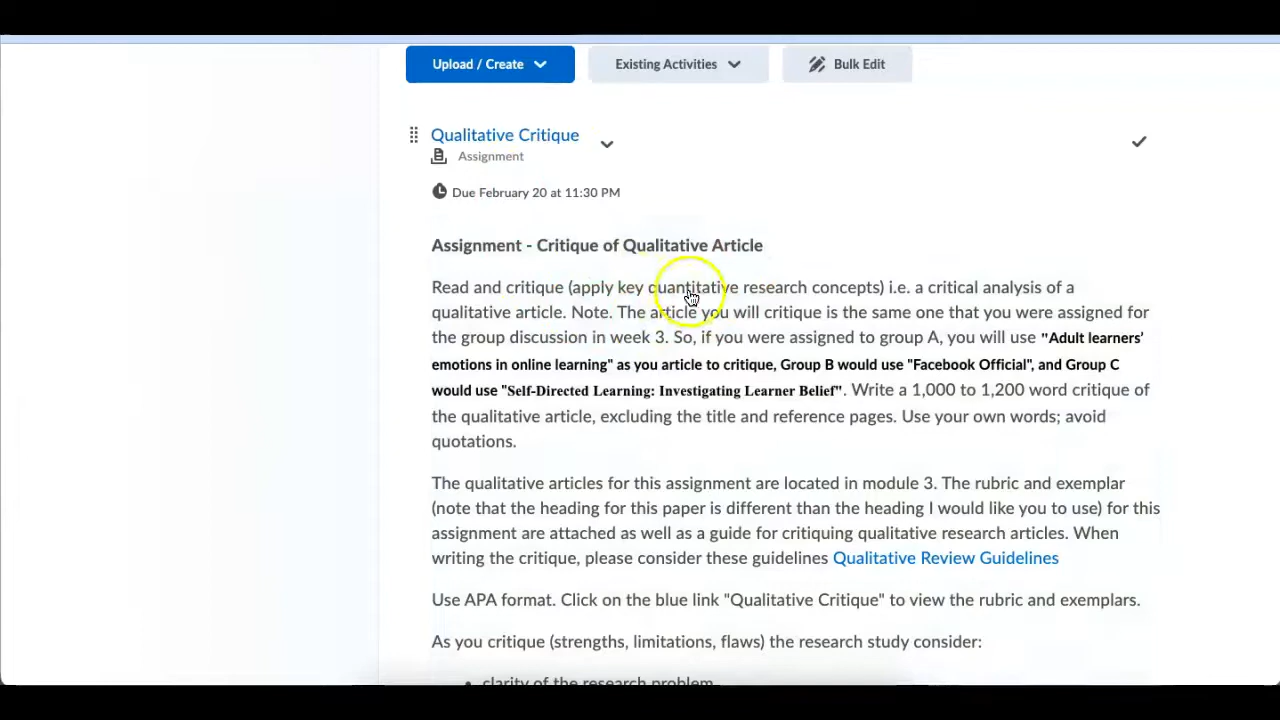 Upload / Create
Existing Activities
Bulk Edit
Qualitative Critique
Assignment
Due February 20 at 11:30 PM
Assignment - Critique of Qualitative Article
Read and critique (apply key quantitative research concepts) i.e. a critical analysis of a
qualitative article. Note. The article you will critique is the same one that you were assigned for
the group discussion in week 3. So, if you were assigned to group A, you will use "Adult learners’
emotions in online learning" as you article to critique, Group B would use "Facebook Official", and Group C
would use "Self-Directed Learning: Investigating Learner Belief". Write a 1,000 to 1,200 word critique of
the qualitative article, excluding the title and reference pages. Use your own words; avoid
quotations.
The qualitative articles for this assignment are located in module 3. The rubric and exemplar
(note that the heading for this paper is different than the heading I would like you to use) for this
assignment are attached as well as a guide for critiquing qualitative research articles. When
writing the critique, please consider these guidelines Qualitative Review Guidelines
Use APA format. Click on the blue link "Qualitative Critique" to view the rubric and exemplars.
As you critique (strengths, limitations, flaws) the research study consider:
• clarity of the research problem